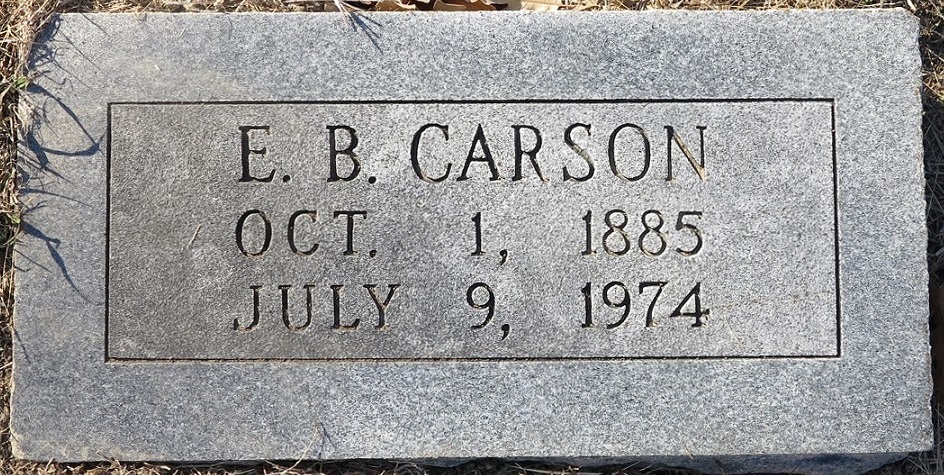 E. B. CARSON
OCT. 1, 1885
JULY 9, 1974